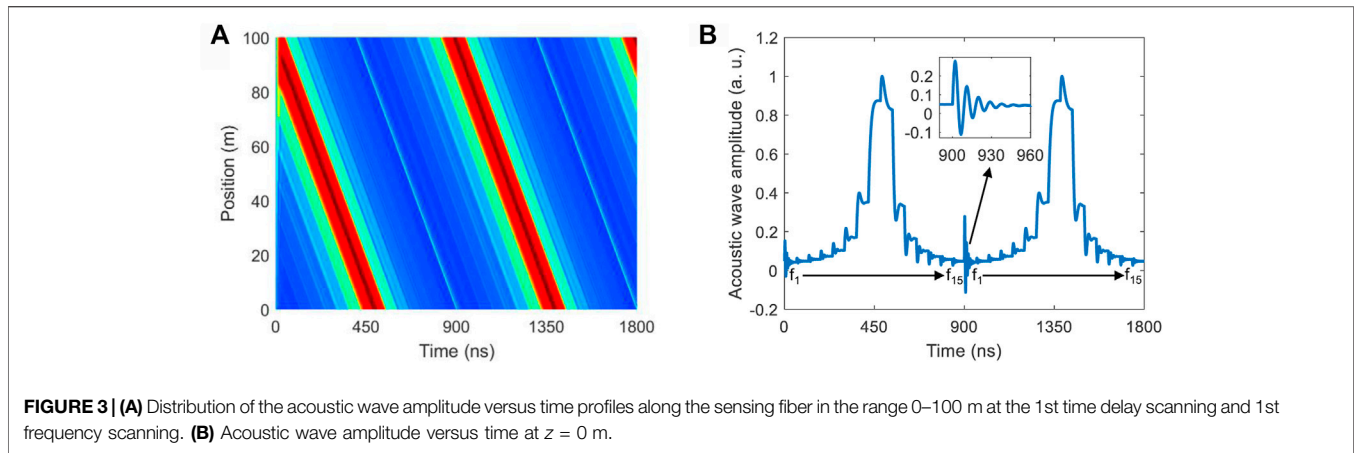 A
100
80
60
40
20
0
Position (m)
0 450 900 1350 1800
Time (ns)
B
1.2
1
0.8
0.6
0.4
0.2
0
-0.2
Acoustic wave amplitude (a. u.)
0.2
0.1
0
-0.1
900 930 960
f1 f15 f1 f15
0 450 900 1350 1800
Time (ns)
FIGURE 3 | (A) Distribution of the acoustic wave amplitude versus time profiles along the sensing fiber in the range 0–100 m at the 1st time delay scanning and 1st
frequency scanning. (B) Acoustic wave amplitude versus time at z = 0 m.